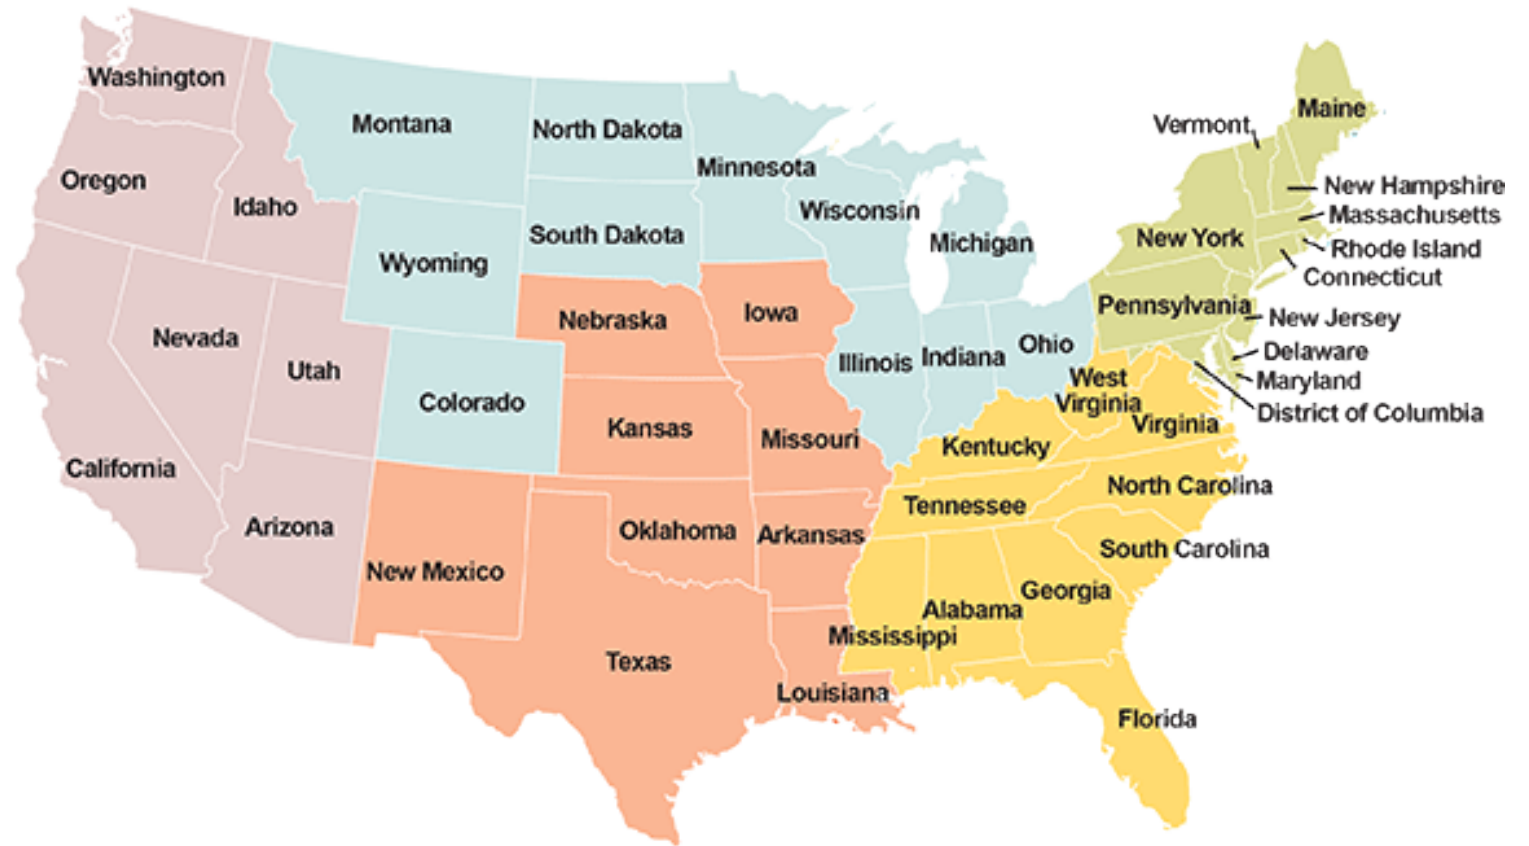 Washington
Montana
North Dakota
Minnesota
Maine
Vermont
Oregon
Idaho
South Dakota
Wisconsin
Michigan
New York
New Hampshire
Massachusetts
Rhode Island
Connecticut
Wyoming
Nebraska
Iowa
Pennsylvania
New Jersey
Nevada
Utah
Colorado
Illinois
Indiana
Ohio
Delaware
Maryland
District of Columbia
West
Virginia
Virginia
California
Kansas
Missouri
Kentucky
Arizona
New Mexico
Oklahoma
Arkansas
Tennessee
North Carolina
South Carolina
Georgia
Alabama
Mississippi
Texas
Louisiana
Florida